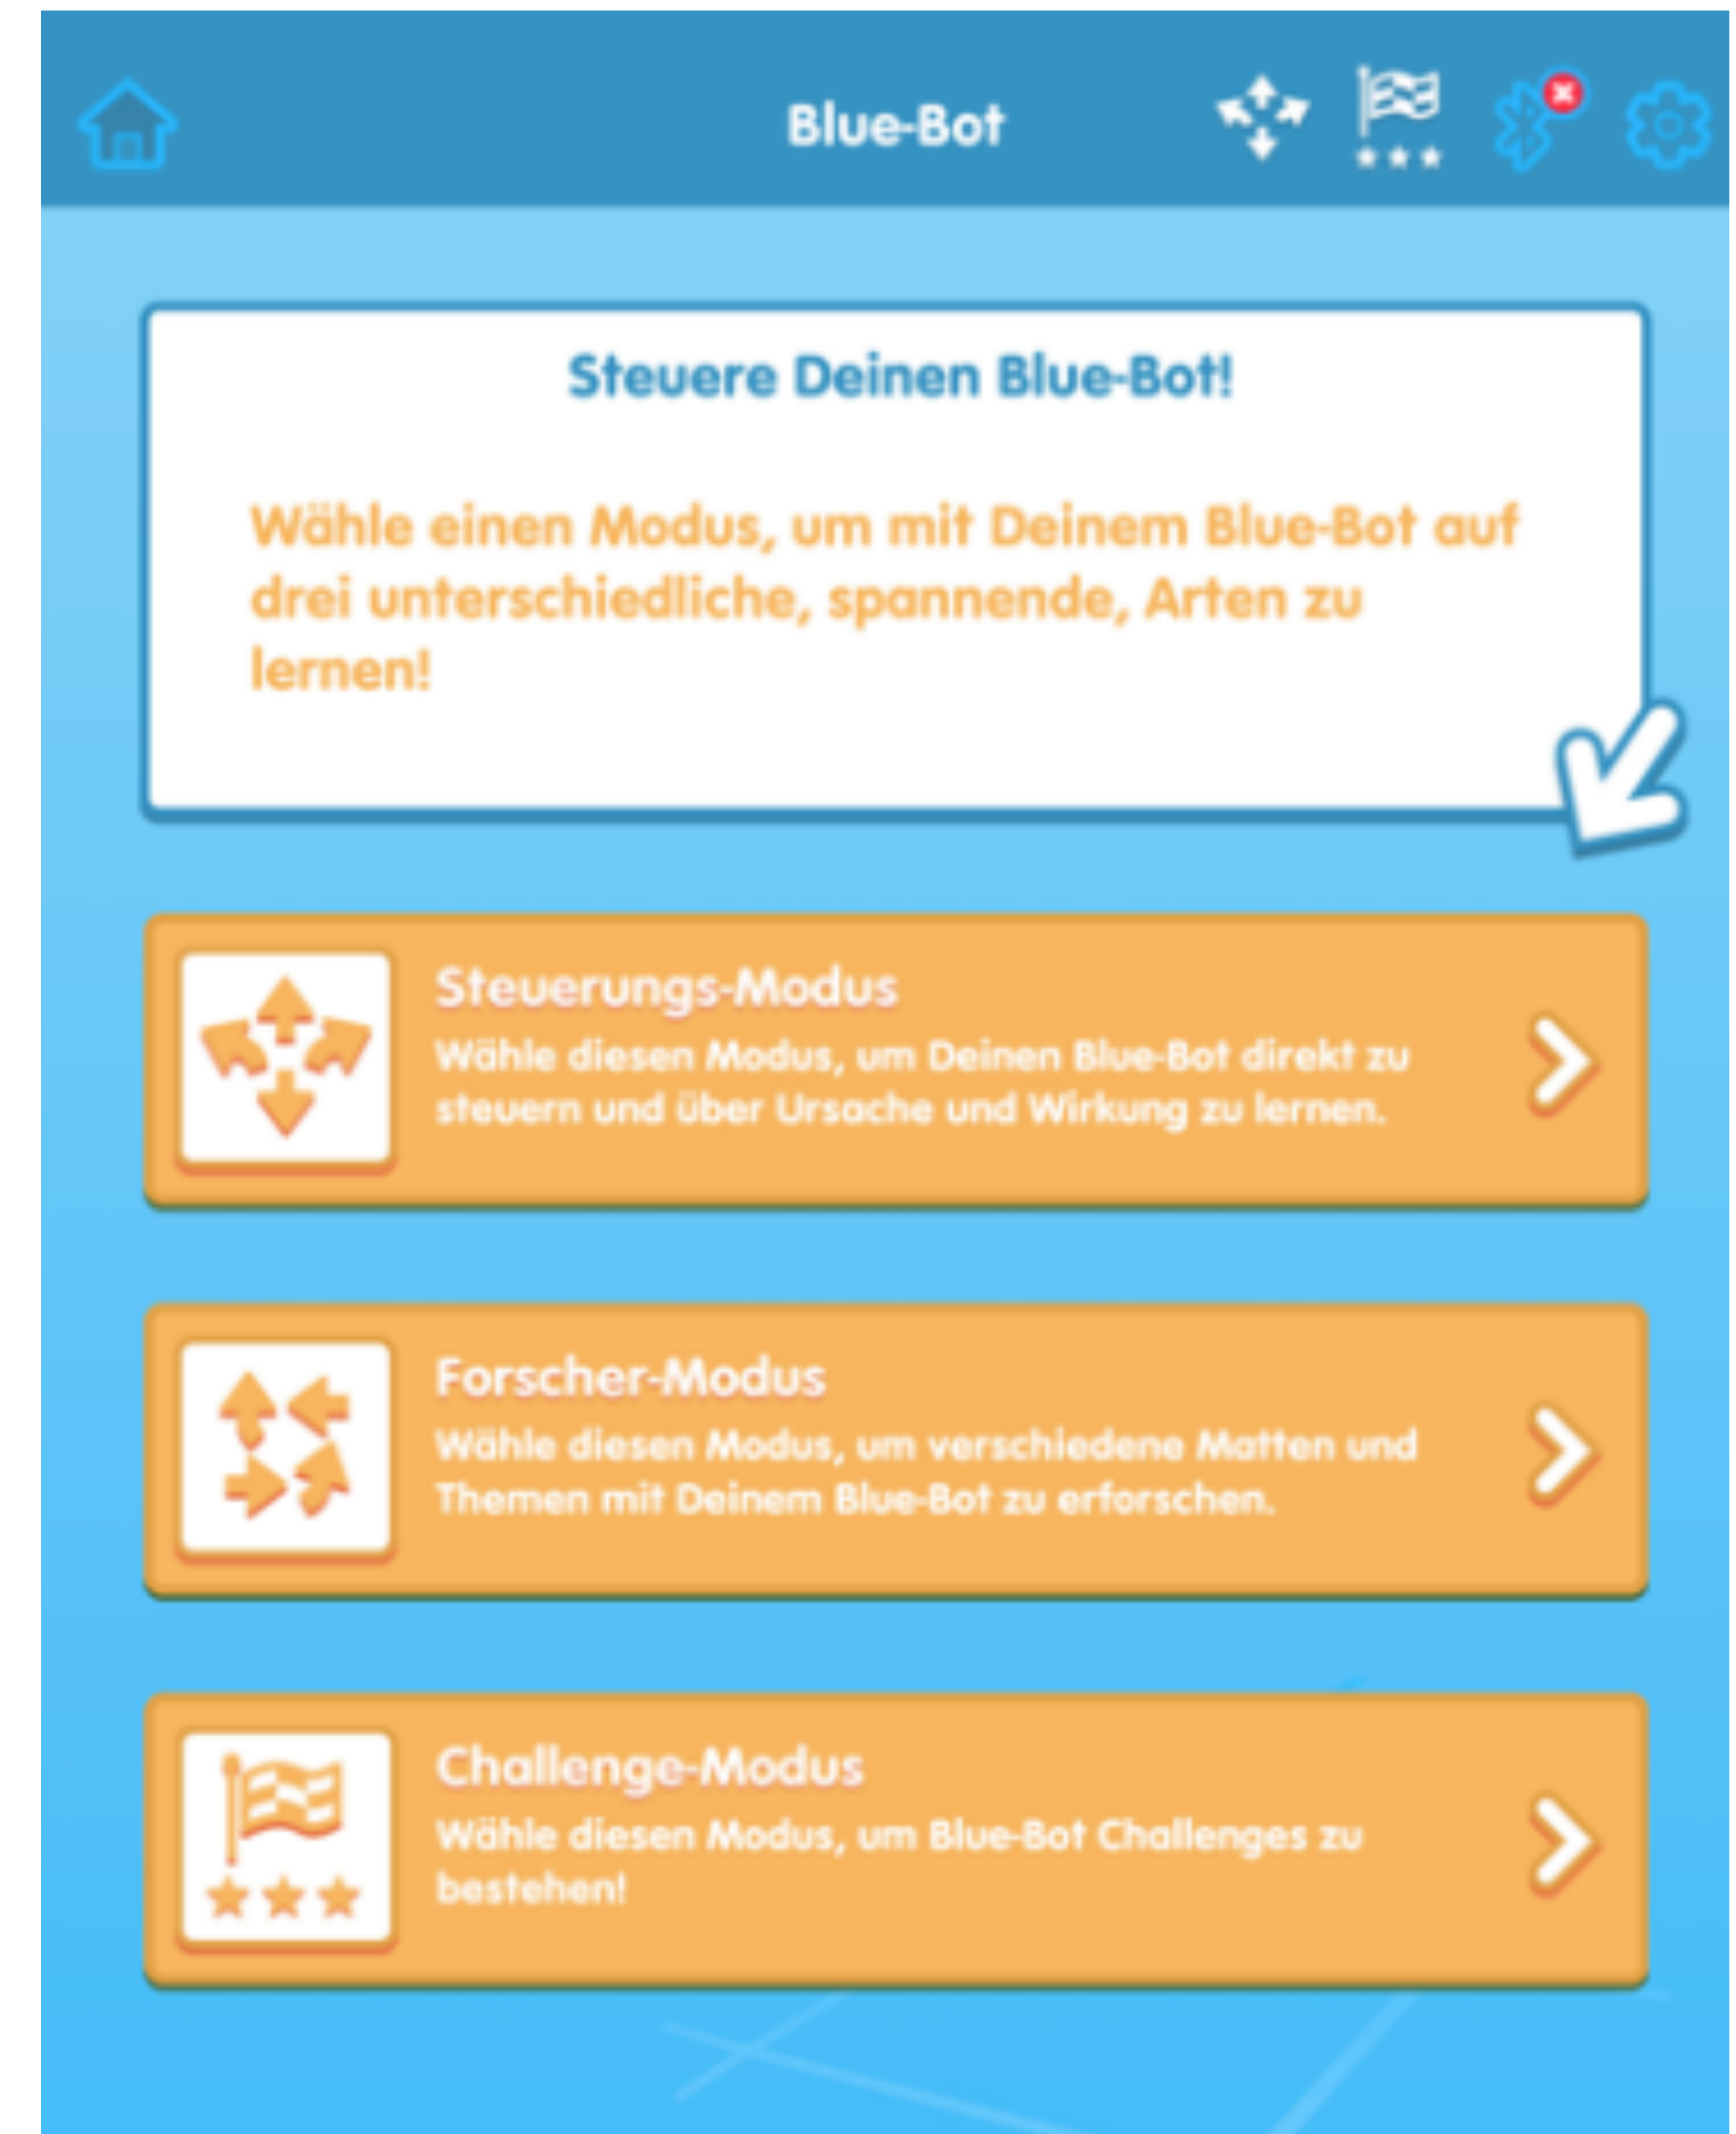 Blue-Bot
Steuere Deinen Blue-Bot!
Wähle einen Modus, um mit Deinem Blue-Bot auf
drei unterschiedliche, spannende, Arten zu
lernen!
Steuerungs-Modus
Wähle diesen Modus, um Deinen Blue-Bot direkt zu
steuern und über Ursache und Wirkung zu lernen.
Forscher-Modus
Wähle diesen Modus, um verschiedene Matten und
Themen mit Deinem Blue-Bot zu erforschen.
Challenge-Modus
Wähle diesen Modus, um Blue-Bot Challenges zu
bestehen!